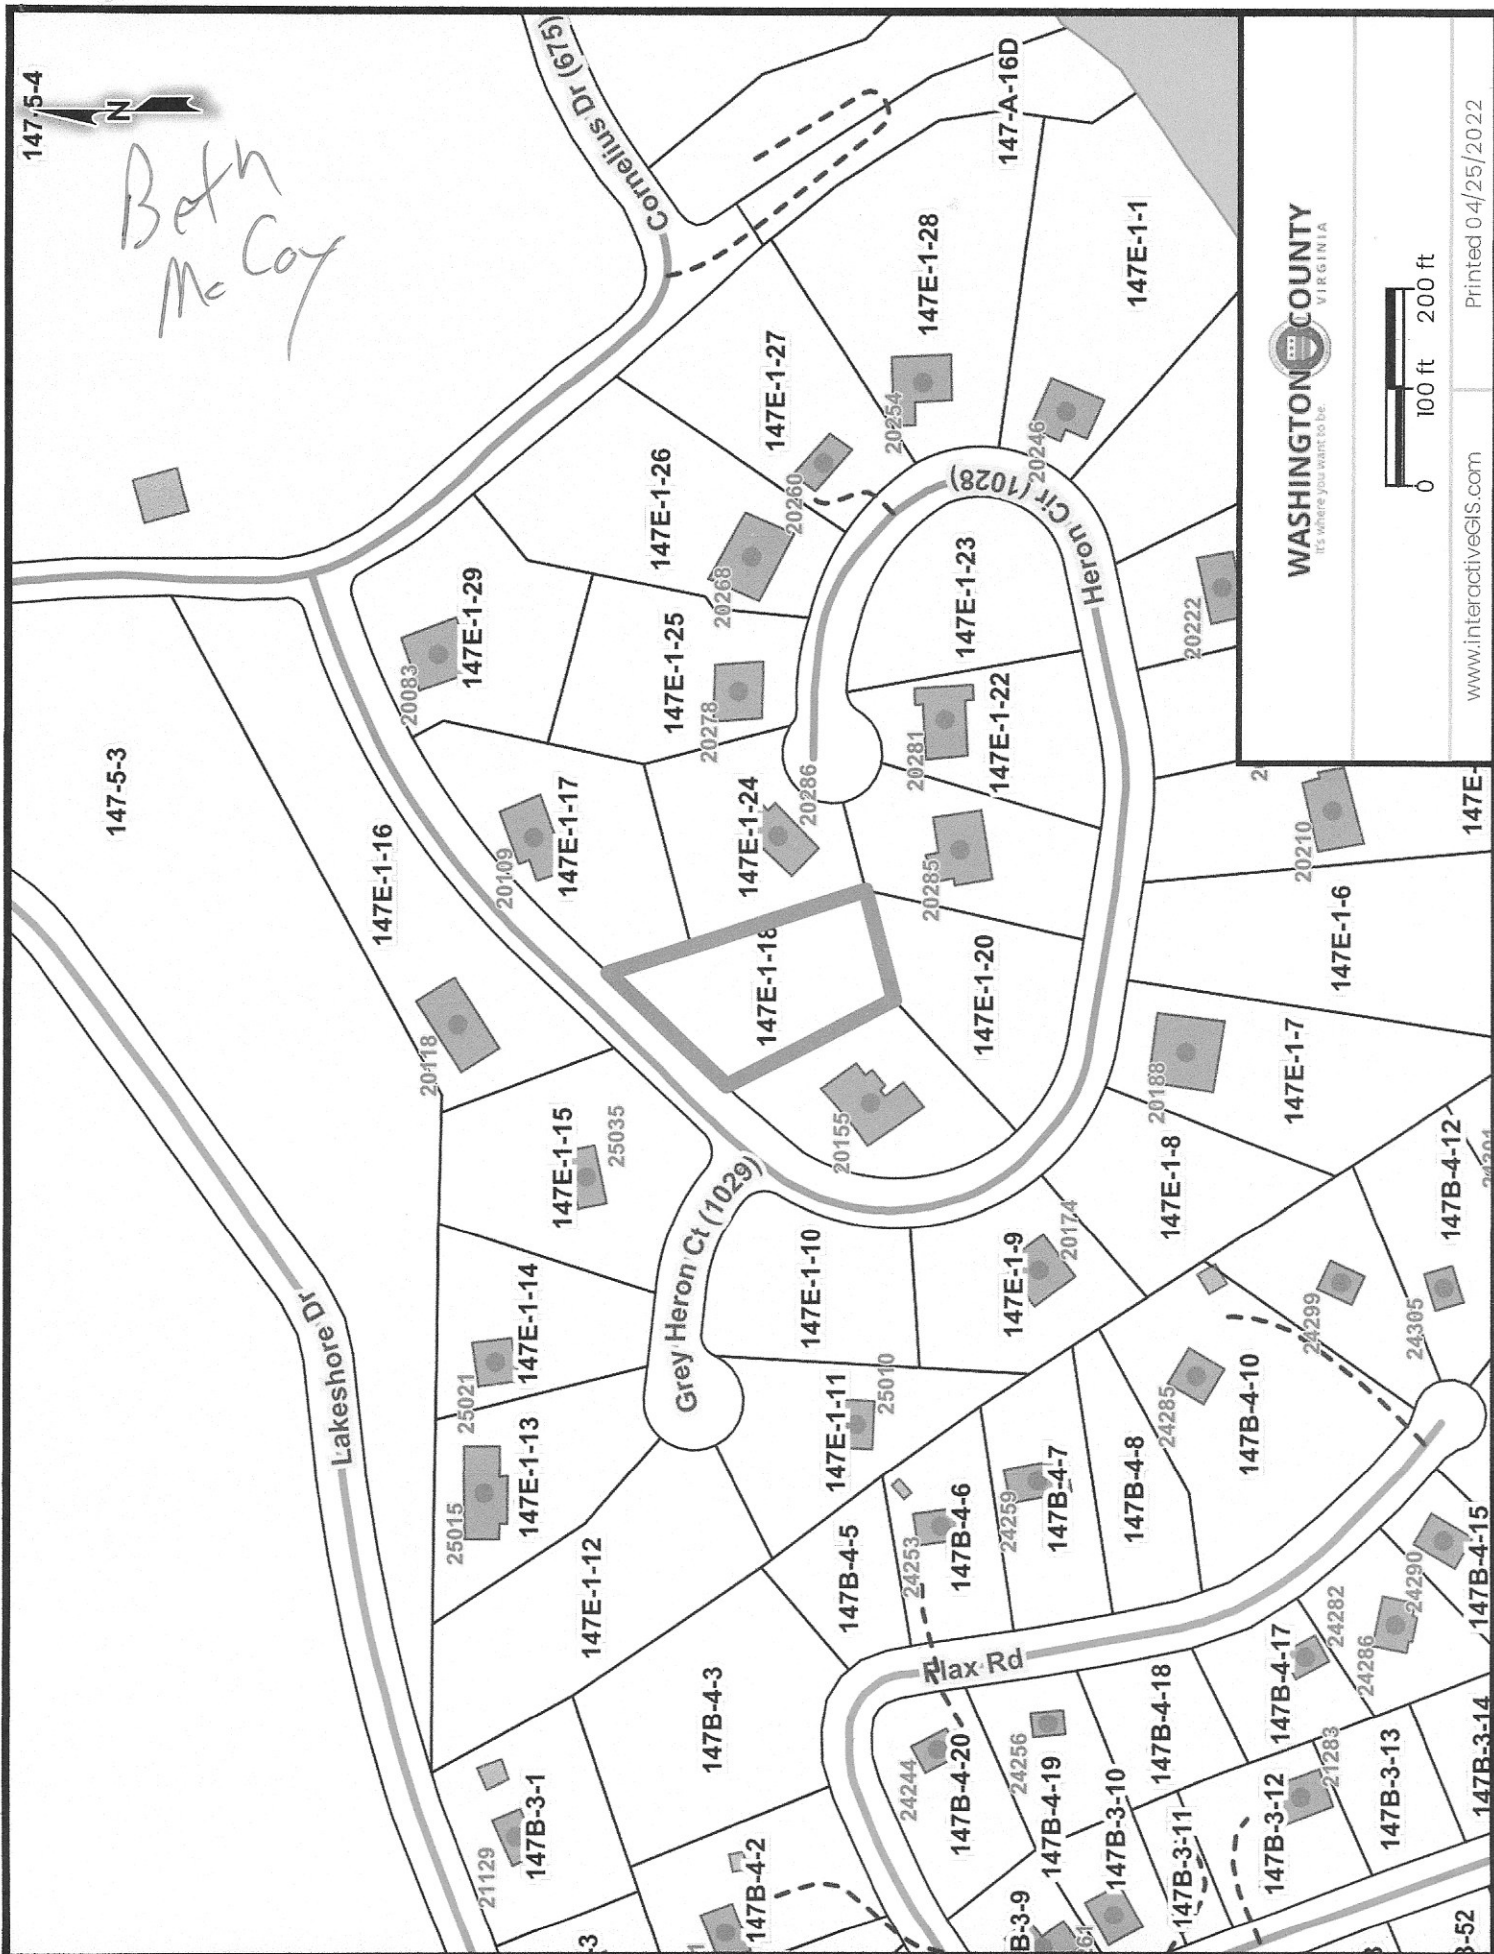 147-5-4
N
Beth
McCoy
Cornelius Dr (675)
147-A-16D
147E-1-28
147E-1-1
20254
20246
147E-1-27
20260
147E-1-26
20268
147E-1-29
20083
147E-1-25
20278
147E-1-23
Heron Cir (1028)
20222
147-5-3
147E-1-16
147E-1-17
20109
147E-1-24
20286
20281
147E-1-22
20285
20210
147E-
147E-1-6
147E-1-18
147E-1-20
20118
20155
20188
147E-1-7
147E-1-15
25035
Grey Heron Ct (1029)
147E-1-10
147E-1-9
20174
147E-1-8
147B-4-12
24301
Lakeshore Dr
147E-1-14
25021
147E-1-13
25015
147E-1-11
25010
24299
24305
24285
147B-4-10
147B-4-8
147B-4-7
24259
147B-4-6
24253
147B-4-5
147E-1-12
147B-4-3
Flax Rd
147B-4-15
24290
24282
24286
147B-4-17
147B-4-18
24256
147B-4-19
24244
147B-4-20
147B-3-1
21129
147B-4-2
147B-3-10
147B-3-11
147B-3-12
21283
147B-3-13
147B-3-14
B-3-9
261
-3
-52
WASHINGTON COUNTY
It's where you want to be. VIRGINIA
0 100 ft 200 ft
www.interactiveGIS.com Printed 04/25/2022